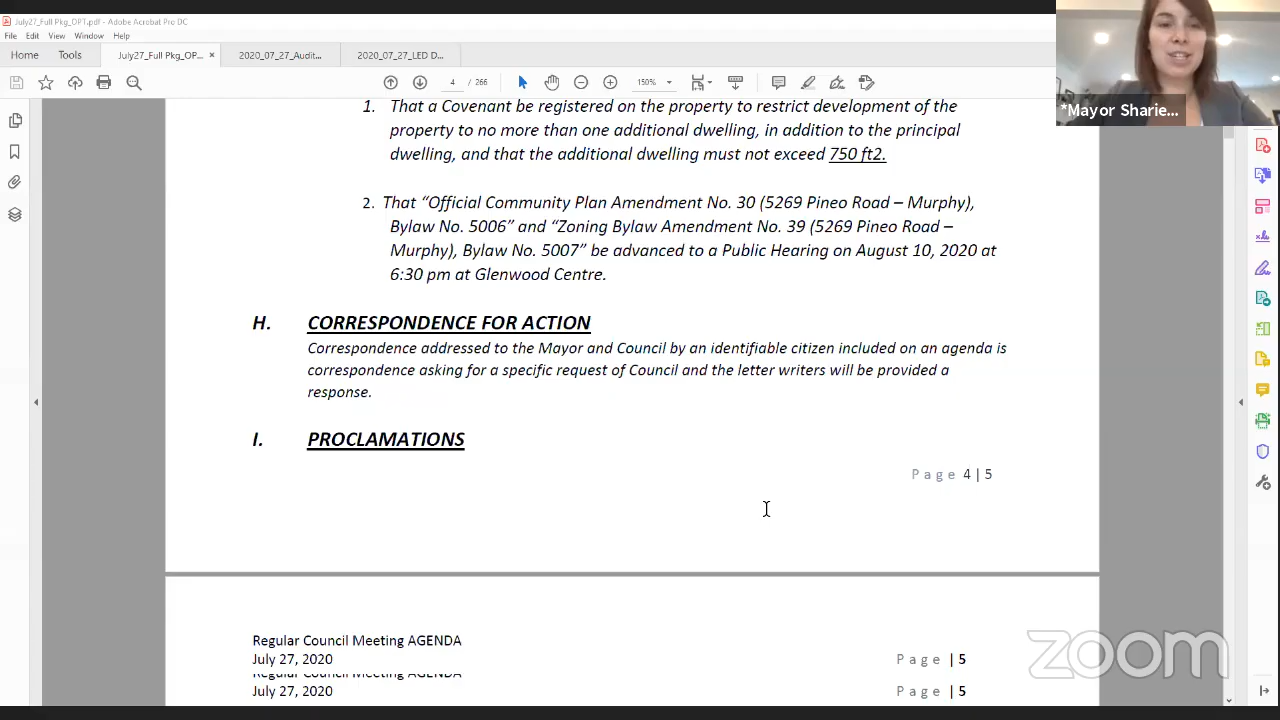 July27_Full Pkg_OPT.pdf - Adobe Acrobat Pro DC
File Edit View Window Help
Home Tools July27_Full Pkg_OP... × 2020_07_27_Audit... 2020_07_27_LED D...
4 / 266 150%
*Mayor Sharie...
1. That a Covenant be registered on the property to restrict development of the
property to no more than one additional dwelling, in addition to the principal
dwelling, and that the additional dwelling must not exceed 750 ft2.
2. That “Official Community Plan Amendment No. 30 (5269 Pineo Road – Murphy),
Bylaw No. 5006” and “Zoning Bylaw Amendment No. 39 (5269 Pineo Road –
Murphy), Bylaw No. 5007” be advanced to a Public Hearing on August 10, 2020 at
6:30 pm at Glenwood Centre.
H. CORRESPONDENCE FOR ACTION
Correspondence addressed to the Mayor and Council by an identifiable citizen included on an agenda is
correspondence asking for a specific request of Council and the letter writers will be provided a
response.
I. PROCLAMATIONS
Page 4|5
Regular Council Meeting AGENDA
July 27, 2020 Page |5
Regular Council Meeting AGENDA
July 27, 2020 Page |5
zoom